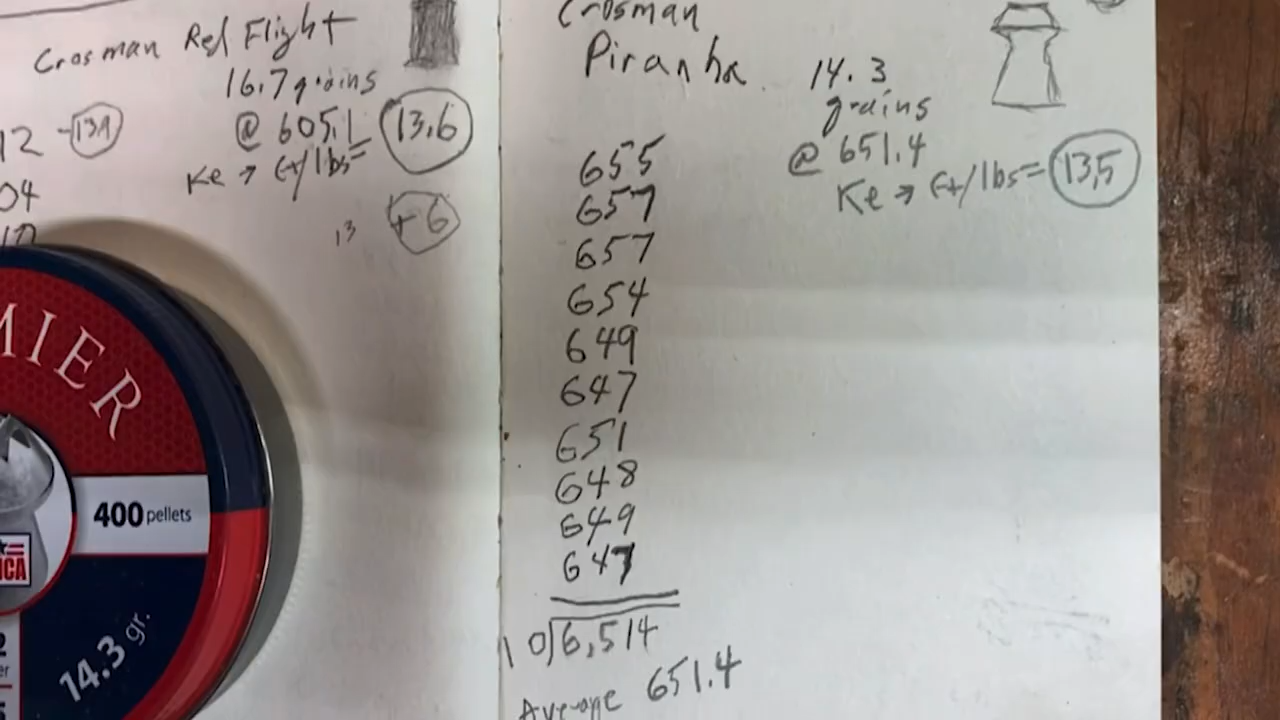 Crosman Red Flight
16.7 grains
@ 605.1
Ke → Ft/lbs= 13.6
12 -13.9
04
10
13 +6
MIER
400 pellets
14.3 gr.
Crosman
Piranha
14.3
grains
@ 651.4
Ke → Ft/lbs= 13.5
655
657
657
654
649
647
651
648
649
647
10)6,514
Average 651.4